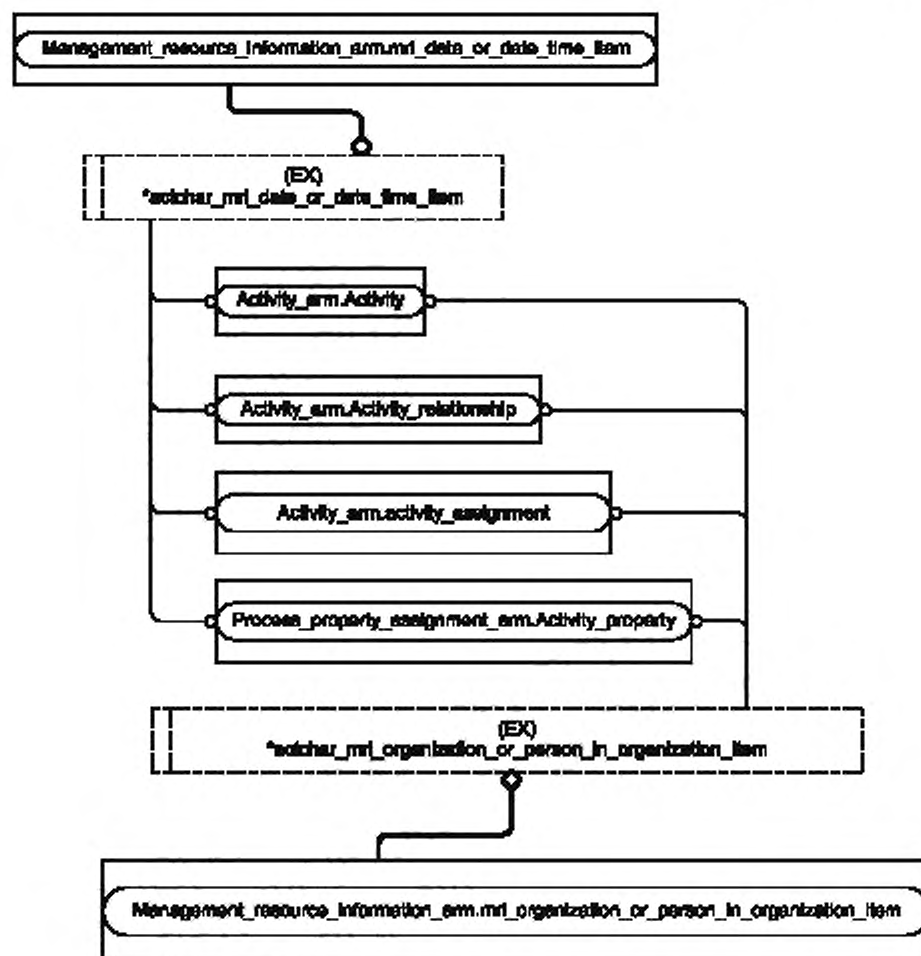 Management_resource_information_arm.mri_date_or_date_time_item
(EX)
*actchar_mri_date_or_date_time_item
Activity_arm.Activity
Activity_arm.Activity_relationship
Activity_arm.activity_assignment
Process_property_assignment_arm.Activity_property
(EX)
*actchar_mri_organization_or_person_in_organization_item
Management_resource_information_arm.mri_organization_or_person_in_organization_item